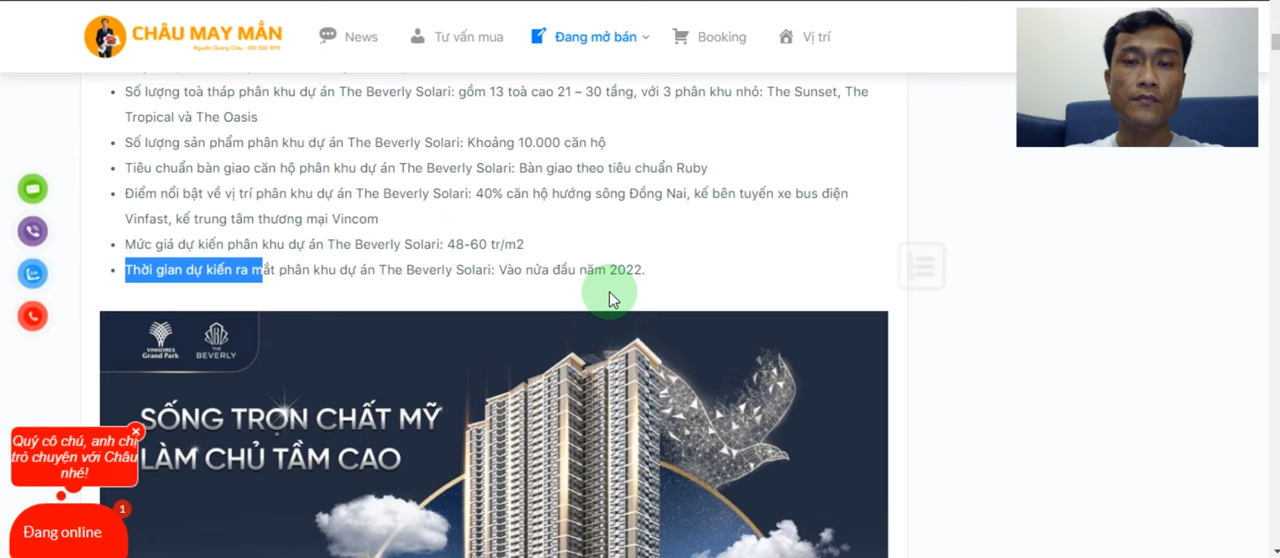 CHÂU MAY MẮN
Nguyễn Quang Châu - 070 366 1093
News
Tư vấn mua
Đang mở bán
Booking
Vị trí
Số lượng toà tháp phân khu dự án The Beverly Solari: gồm 13 toà cao 21 – 30 tầng, với 3 phân khu nhỏ: The Sunset, The
Tropical và The Oasis
Số lượng sản phẩm phân khu dự án The Beverly Solari: Khoảng 10.000 căn hộ
Tiêu chuẩn bàn giao căn hộ phân khu dự án The Beverly Solari: Bàn giao theo tiêu chuẩn Ruby
Điểm nổi bật về vị trí phân khu dự án The Beverly Solari: 40% căn hộ hướng sông Đồng Nai, kế bên tuyến xe bus điện
Vinfast, kế trung tâm thương mại Vincom
Mức giá dự kiến phân khu dự án The Beverly Solari: 48-60 tr/m2
Thời gian dự kiến ra mắt phân khu dự án The Beverly Solari: Vào nửa đầu năm 2022.
VINHOMES
Grand Park
THE
BEVERLY
SỐNG TRỌN CHẤT MỸ
LÀM CHỦ TẦM CAO
Quý cô chú, anh chị
trò chuyện với Châu
nhé!
1
Đang online